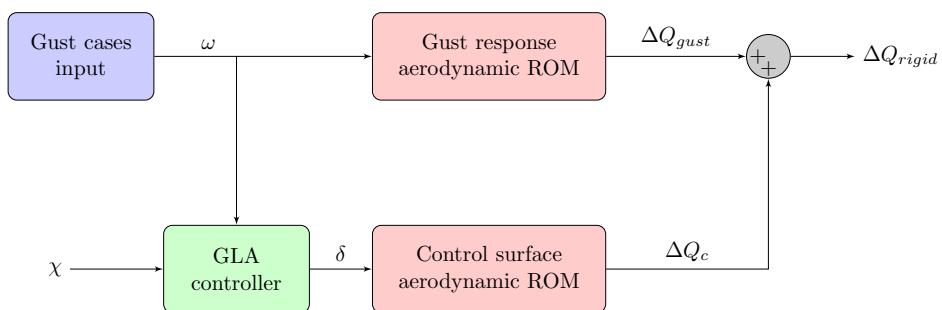 Gust cases
input
ω
Gust response
aerodynamic ROM
ΔQ_gust
+
+
ΔQ_rigid
χ
GLA
controller
δ
Control surface
aerodynamic ROM
ΔQ_c